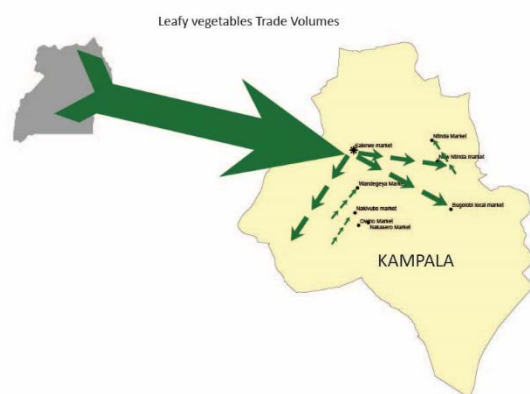 Leafy vegetables Trade Volumes
Kalerwe market
Ntinda Market
New Ntinda market
Wandegeya Market
Nakivubo market
Bugolobi local market
Owino Market
Nakasero Market
KAMPALA